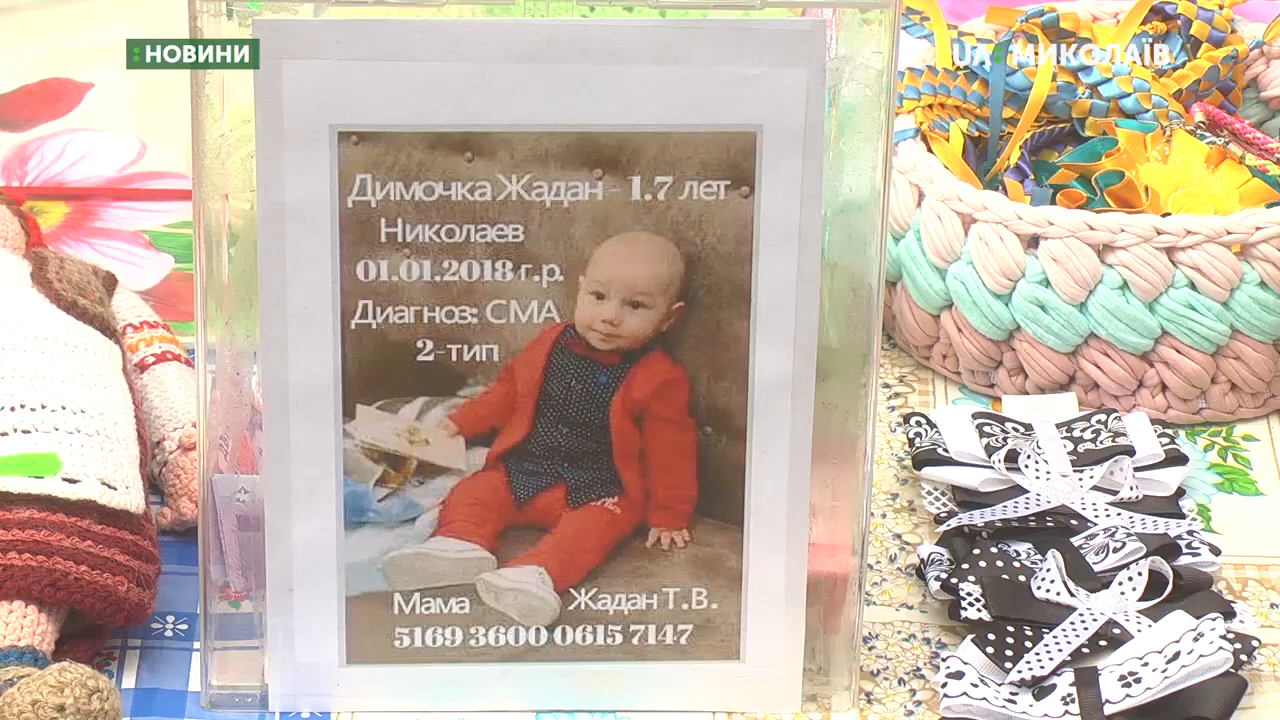 :НОВИНИ
UA: МИКОЛАЇВ
Димочка Жадан - 1.7 лет
Николаев
01.01.2018 г.р.
Диагноз: СМА
2-тип
Мама Жадан Т.В.
5169 3600 0615 7147